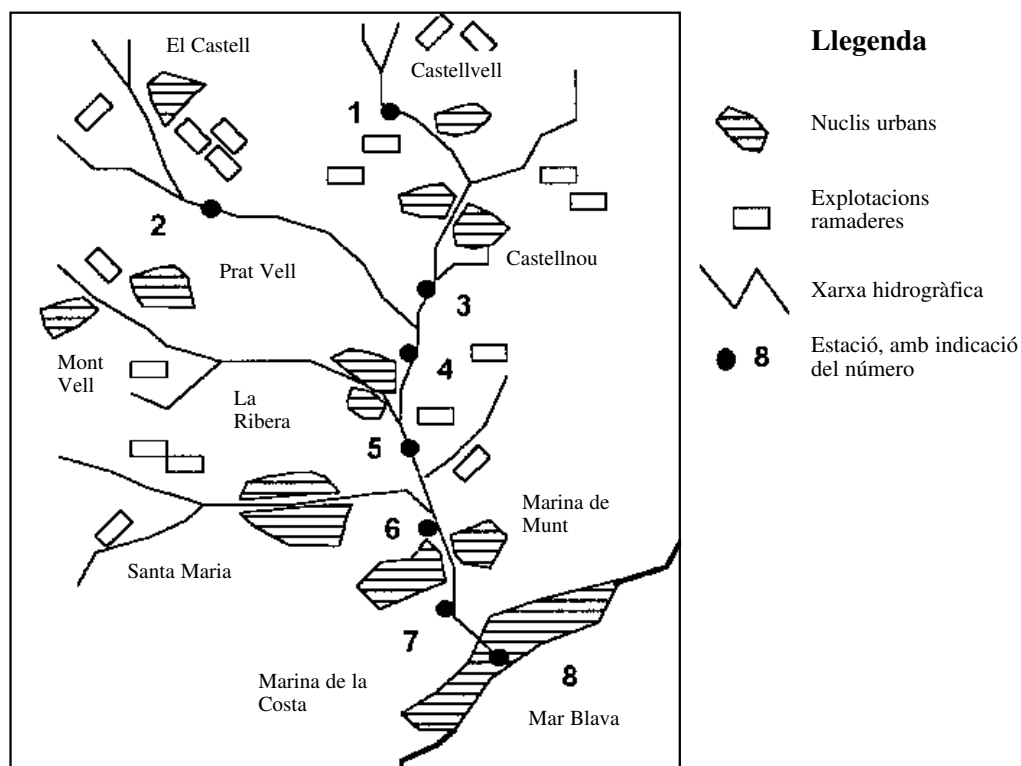 El Castell
Castellvell
1
2
Prat Vell
Castellnou
3
Mont
Vell
4
La
Ribera
5
Marina de
Munt
6
Santa Maria
7
Marina de la
Costa
8
Mar Blava
Llegenda
Nuclis urbans
Explotacions
ramaderes
Xarxa hidrogràfica
8
Estació, amb indicació
del número